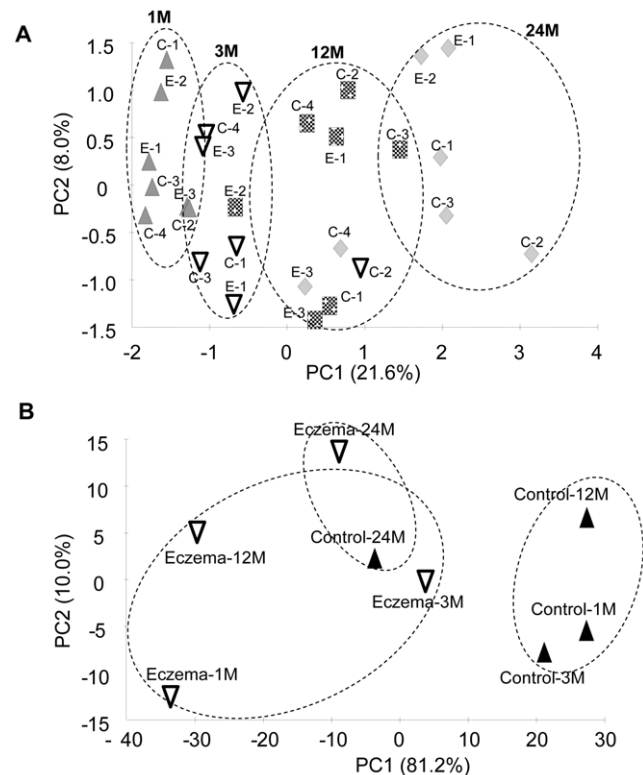 A
1M
3M
12M
24M
PC2 (8.0%)
1.5
1.0
0.5
0
-0.5
-1.0
-1.5
C-1
E-2
E-1
C-3
E-3
C-4
C-2
E-2
C-4
E-3
E-2
C-1
C-3
E-1
C-2
C-4
E-1
C-3
C-4
C-2
E-3
C-1
E-3
E-1
E-2
C-1
C-3
C-2
-2
-1
0
1
2
3
4
PC1 (21.6%)
B
PC2 (10.0%)
15
10
5
0
-5
-10
-15
Eczema-24M
Control-12M
Eczema-12M
Control-24M
Eczema-3M
Control-1M
Eczema-1M
Control-3M
- 40
-30
-20
-10
0
10
20
30
PC1 (81.2%)